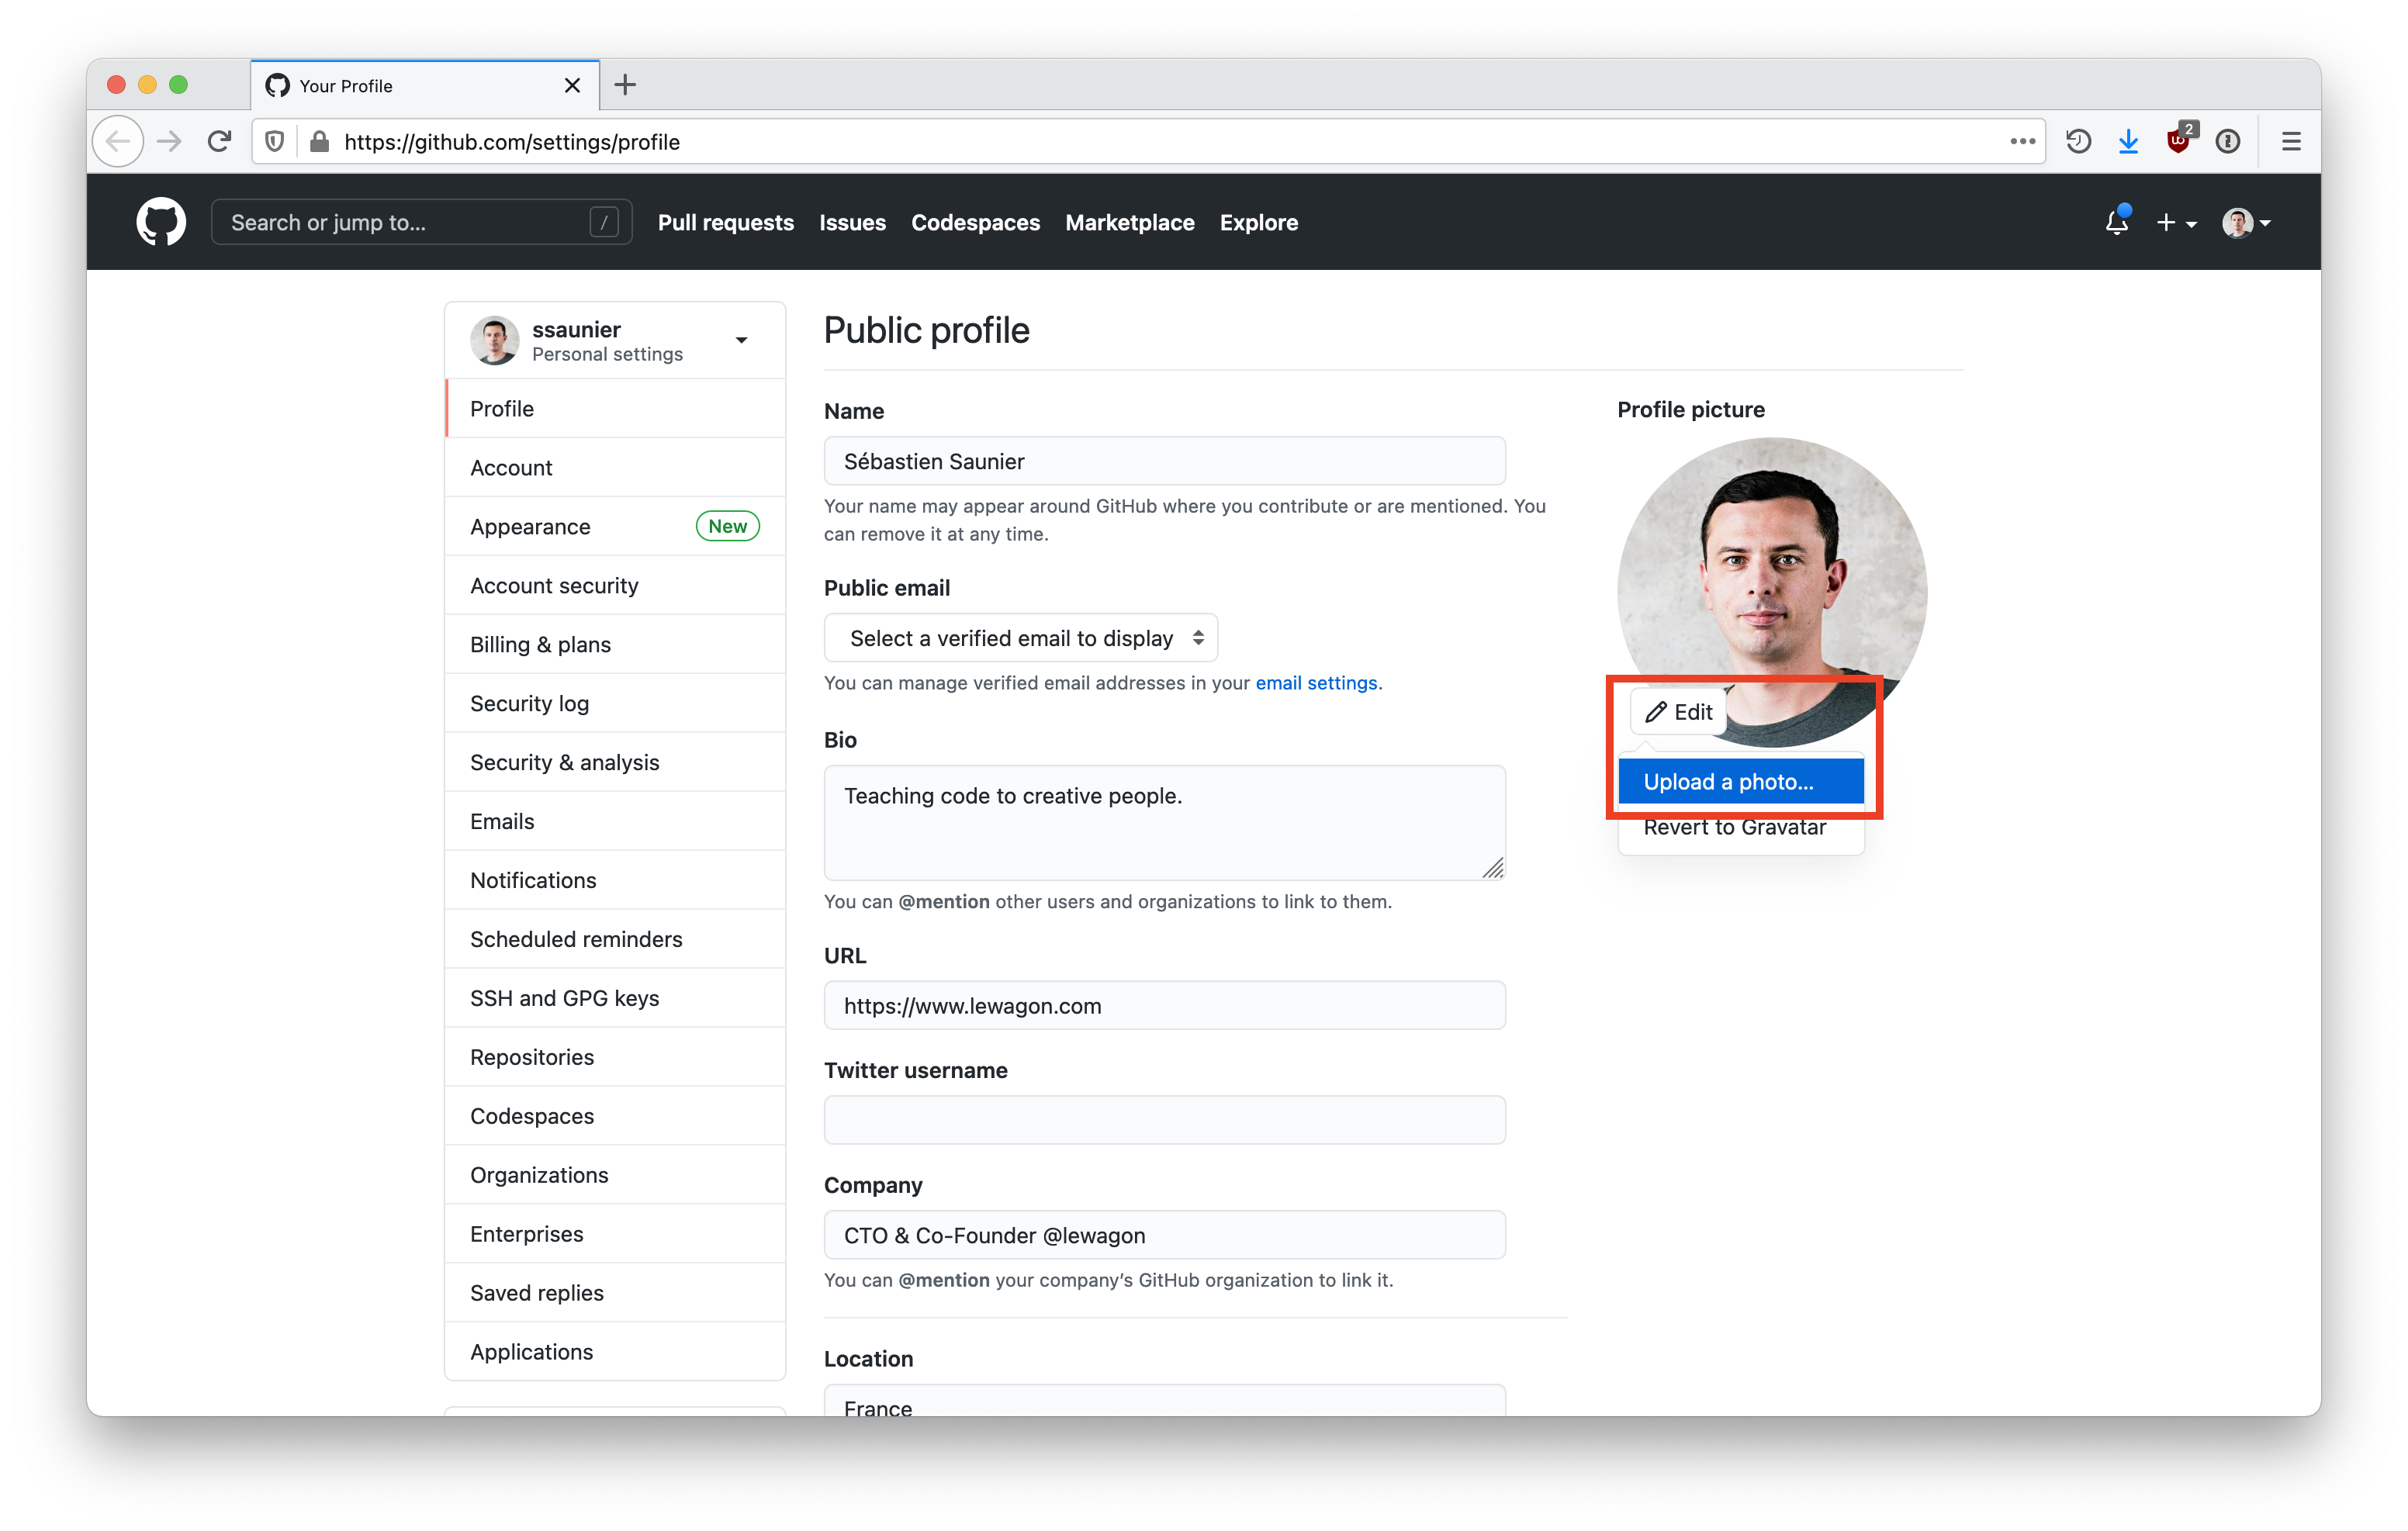 Your Profile
https://github.com/settings/profile
2
Search or jump to...
/
Pull requests
Issues
Codespaces
Marketplace
Explore
ssaunier
Personal settings
Profile
Account
Appearance
New
Account security
Billing & plans
Security log
Security & analysis
Emails
Notifications
Scheduled reminders
SSH and GPG keys
Repositories
Codespaces
Organizations
Enterprises
Saved replies
Applications
Public profile
Name
Sébastien Saunier
Your name may appear around GitHub where you contribute or are mentioned. You
can remove it at any time.
Public email
Select a verified email to display
You can manage verified email addresses in your email settings.
Bio
Teaching code to creative people.
You can @mention other users and organizations to link to them.
URL
https://www.lewagon.com
Twitter username
Company
CTO & Co-Founder @lewagon
You can @mention your company’s GitHub organization to link it.
Location
France
Profile picture
Edit
Upload a photo...
Revert to Gravatar